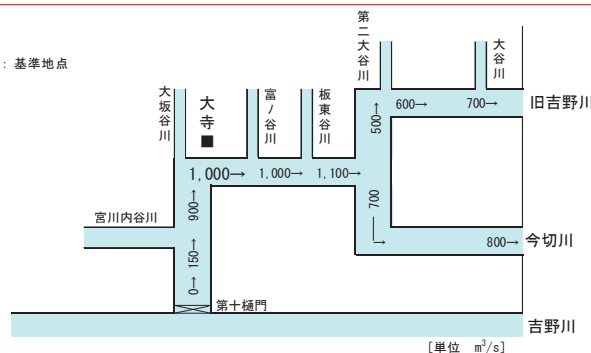 : 基準地点
第二大谷川
大谷川
大坂谷川
大寺
■
富ノ谷川
板東谷川
600→
700→
旧吉野川
500→
1,000→
1,000→
1,100→
900→
700
→
宮川内谷川
150→
0→
800→
今切川
第十樋門
吉野川
[単位 m³/s]